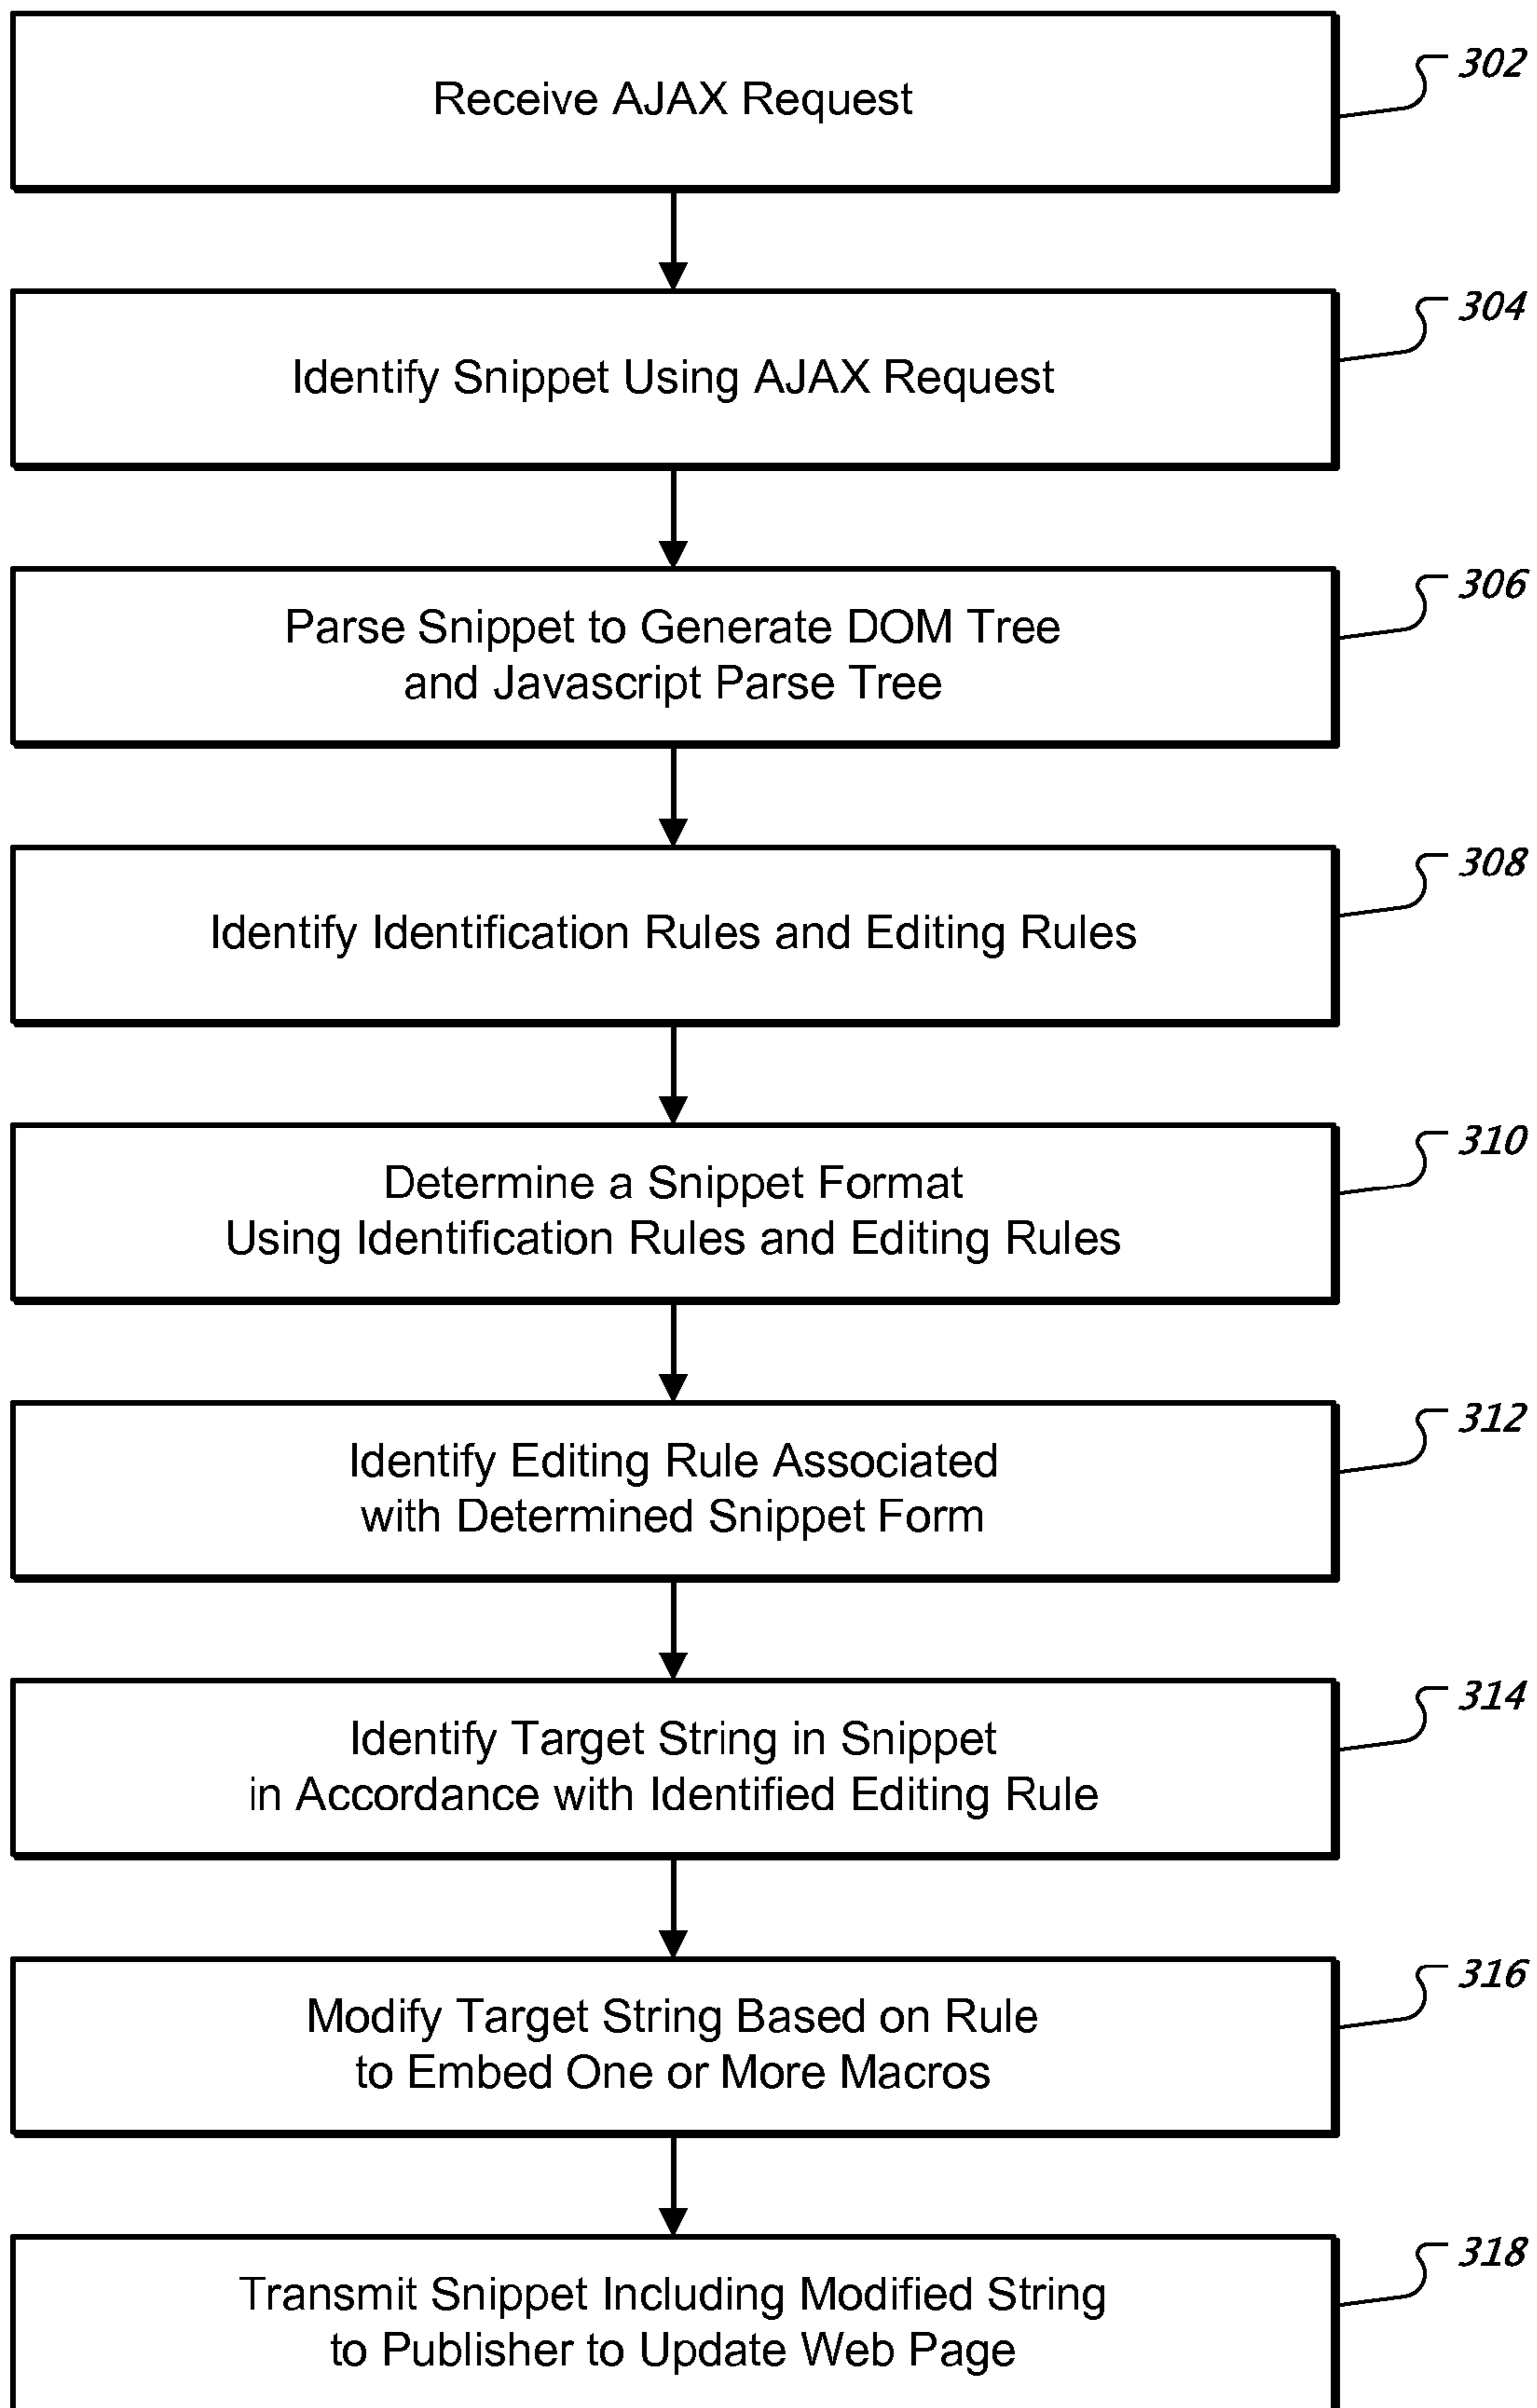 Receive AJAX Request
302
Identify Snippet Using AJAX Request
304
Parse Snippet to Generate DOM Tree
and Javascript Parse Tree
306
Identify Identification Rules and Editing Rules
308
Determine a Snippet Format
Using Identification Rules and Editing Rules
310
Identify Editing Rule Associated
with Determined Snippet Form
312
Identify Target String in Snippet
in Accordance with Identified Editing Rule
314
Modify Target String Based on Rule
to Embed One or More Macros
316
Transmit Snippet Including Modified String
to Publisher to Update Web Page
318